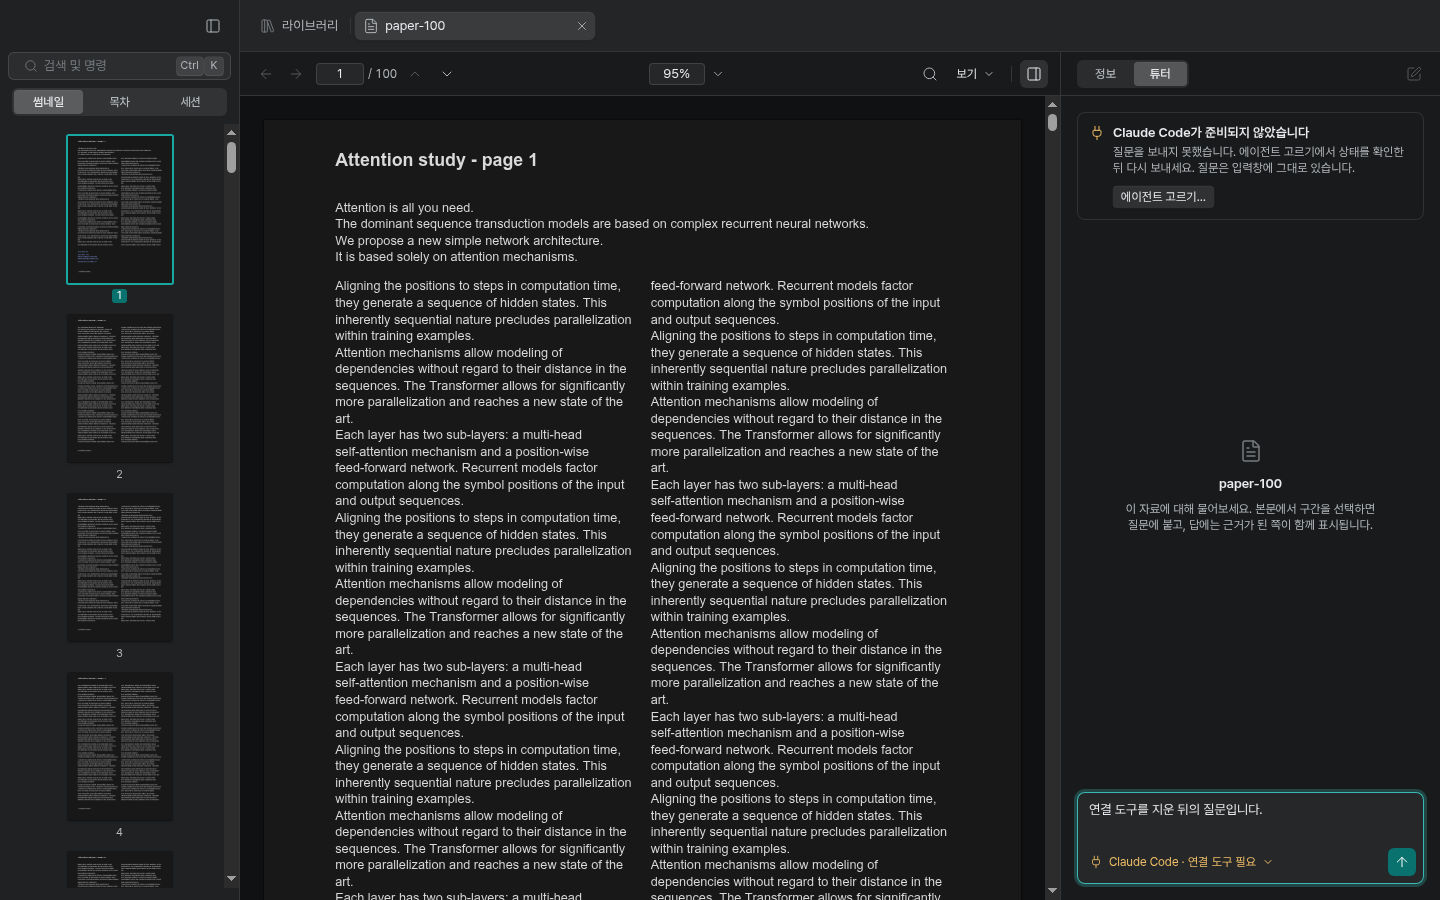 라이브러리
paper-100
검색 및 명령
Ctrl
K
썸네일
목차
세션
1
2
3
4
1 / 100
95%
보기
Attention study - page 1
Attention is all you need.
The dominant sequence transduction models are based on complex recurrent neural networks.
We propose a new simple network architecture.
It is based solely on attention mechanisms.
Aligning the positions to steps in computation time,
they generate a sequence of hidden states. This
inherently sequential nature precludes parallelization
within training examples.
Attention mechanisms allow modeling of
dependencies without regard to their distance in the
sequences. The Transformer allows for significantly
more parallelization and reaches a new state of the
art.
Each layer has two sub-layers: a multi-head
self-attention mechanism and a position-wise
feed-forward network. Recurrent models factor
computation along the symbol positions of the input
and output sequences.
Aligning the positions to steps in computation time,
they generate a sequence of hidden states. This
inherently sequential nature precludes parallelization
within training examples.
Attention mechanisms allow modeling of
dependencies without regard to their distance in the
sequences. The Transformer allows for significantly
more parallelization and reaches a new state of the
art.
Each layer has two sub-layers: a multi-head
self-attention mechanism and a position-wise
feed-forward network. Recurrent models factor
computation along the symbol positions of the input
and output sequences.
Aligning the positions to steps in computation time,
they generate a sequence of hidden states. This
inherently sequential nature precludes parallelization
within training examples.
Attention mechanisms allow modeling of
dependencies without regard to their distance in the
sequences. The Transformer allows for significantly
more parallelization and reaches a new state of the
art.
Each layer has two sub-layers: a multi-head
feed-forward network. Recurrent models factor
computation along the symbol positions of the input
and output sequences.
Aligning the positions to steps in computation time,
they generate a sequence of hidden states. This
inherently sequential nature precludes parallelization
within training examples.
Attention mechanisms allow modeling of
dependencies without regard to their distance in the
sequences. The Transformer allows for significantly
more parallelization and reaches a new state of the
art.
Each layer has two sub-layers: a multi-head
self-attention mechanism and a position-wise
feed-forward network. Recurrent models factor
computation along the symbol positions of the input
and output sequences.
Aligning the positions to steps in computation time,
they generate a sequence of hidden states. This
inherently sequential nature precludes parallelization
within training examples.
Attention mechanisms allow modeling of
dependencies without regard to their distance in the
sequences. The Transformer allows for significantly
more parallelization and reaches a new state of the
art.
Each layer has two sub-layers: a multi-head
self-attention mechanism and a position-wise
feed-forward network. Recurrent models factor
computation along the symbol positions of the input
and output sequences.
Aligning the positions to steps in computation time,
they generate a sequence of hidden states. This
inherently sequential nature precludes parallelization
within training examples.
Attention mechanisms allow modeling of
dependencies without regard to their distance in the
sequences. The Transformer allows for significantly
정보
튜터
Claude Code가 준비되지 않았습니다
질문을 보내지 못했습니다. 에이전트 고르기에서 상태를 확인한
뒤 다시 보내세요. 질문은 입력창에 그대로 있습니다.
에이전트 고르기...
paper-100
이 자료에 대해 물어보세요. 본문에서 구간을 선택하면
질문에 붙고, 답에는 근거가 된 쪽이 함께 표시됩니다.
연결 도구를 지운 뒤의 질문입니다.
Claude Code · 연결 도구 필요